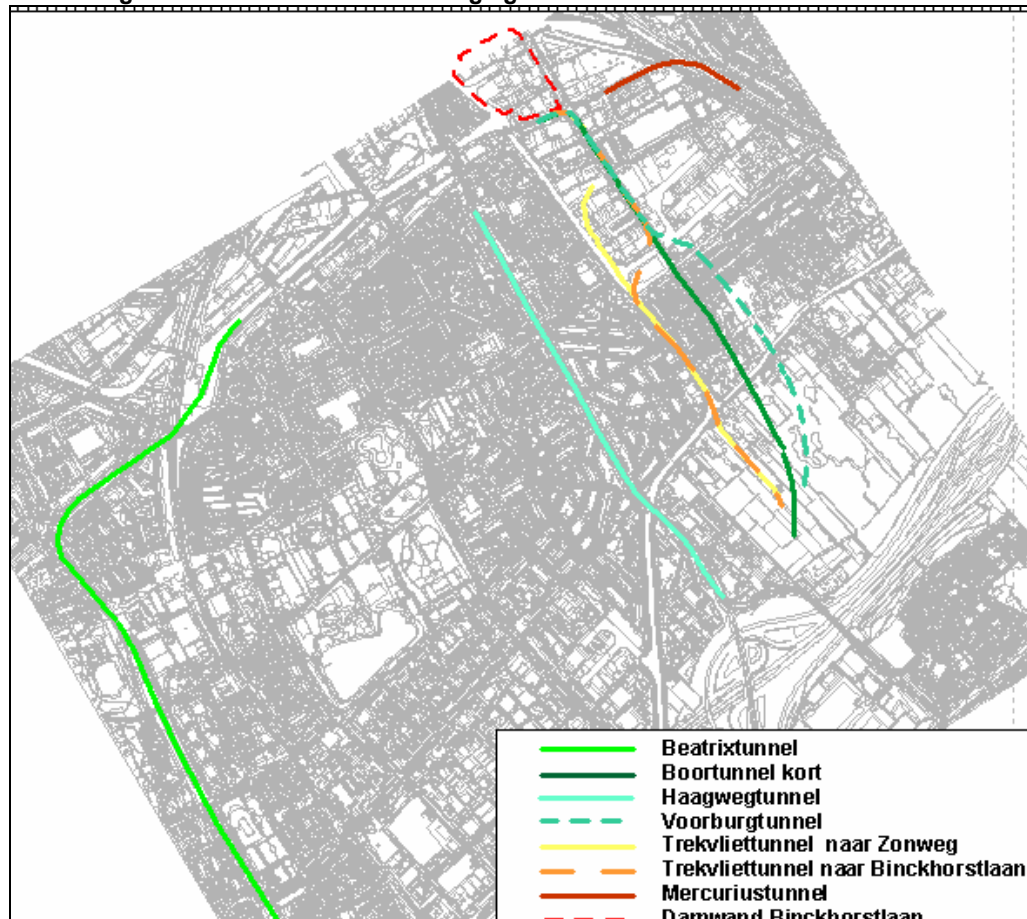 Beatrixtunnel
Boortunnel kort
Haagwegtunnel
Voorburgtunnel
Trekvliettunnel naar Zonweg
Trekvliettunnel naar Binckhorstlaan
Mercuriustunnel
Damwand Binckhorstlaan